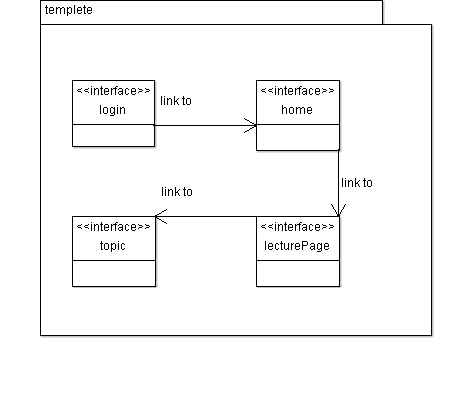 templete
<<interface>>
login
link to
<<interface>>
home
link to
link to
<<interface>>
topic
<<interface>>
lecturePage